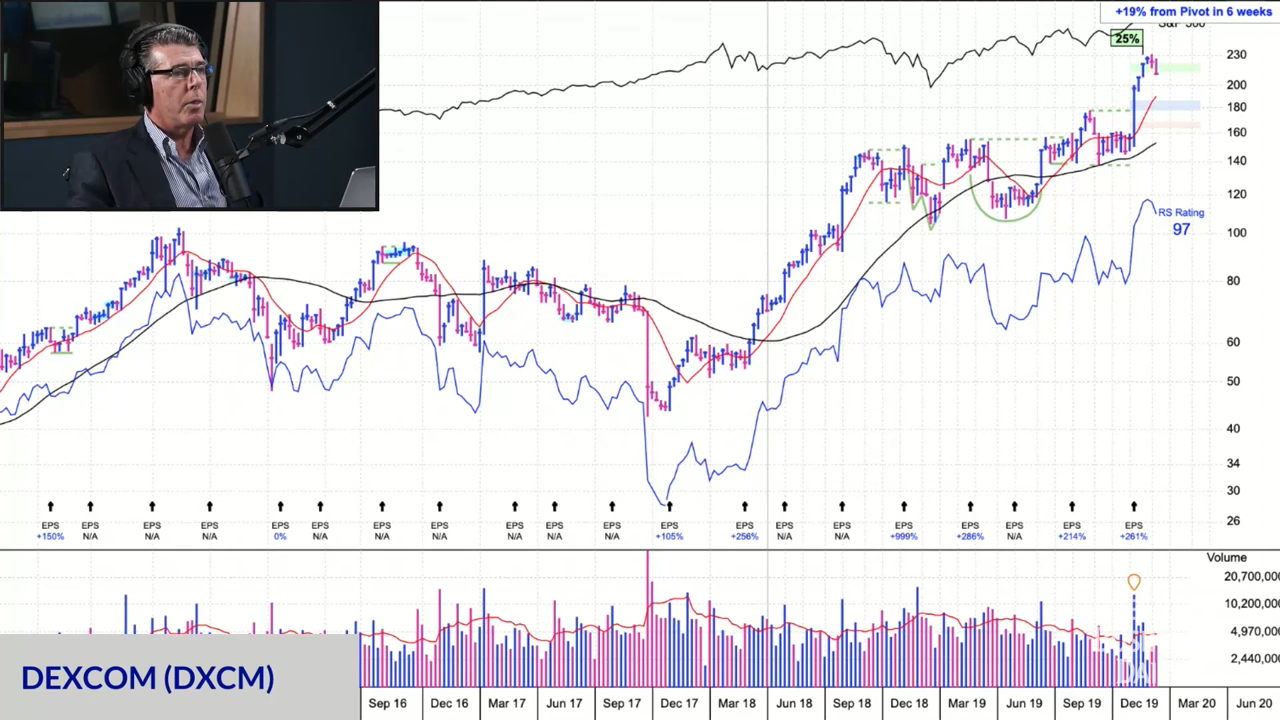 +19% from Pivot in 6 weeks
S&P 500
25%
230
200
180
160
140
120
100
80
60
50
40
34
30
26
RS Rating
97
EPS EPS EPS EPS EPS EPS EPS EPS EPS EPS EPS EPS EPS EPS EPS EPS EPS EPS EPS EPS
+150% N/A N/A N/A 0% N/A N/A N/A N/A N/A N/A +105% +256% N/A N/A +999% +286% N/A +214% +261%
Volume
20,700,000
10,200,000
4,970,000
2,440,000
DEXCOM (DXCM)
Sep 16 Dec 16 Mar 17 Jun 17 Sep 17 Dec 17 Mar 18 Jun 18 Sep 18 Dec 18 Mar 19 Jun 19 Sep 19 Dec 19 Mar 20 Jun 20